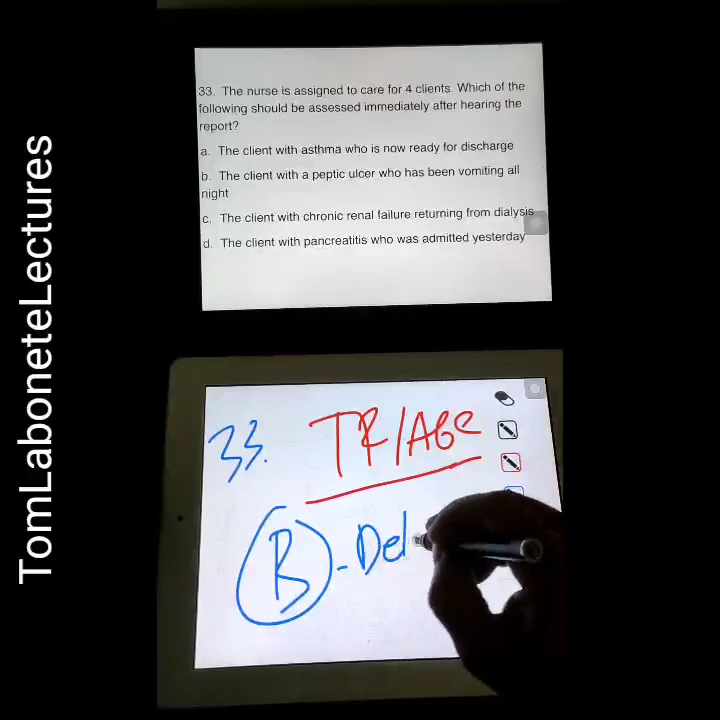 TomLaboneteLectures
33. The nurse is assigned to care for 4 clients. Which of the
following should be assessed immediately after hearing the
report?
a. The client with asthma who is now ready for discharge
b. The client with a peptic ulcer who has been vomiting all
night
c. The client with chronic renal failure returning from dialysis
d. The client with pancreatitis who was admitted yesterday
33. TRIAGE
B - Del